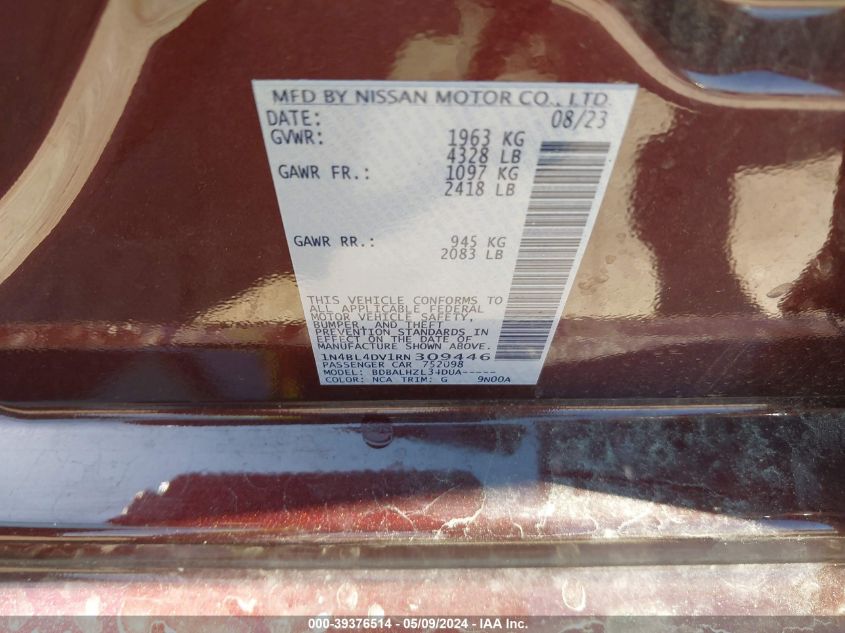 MFD BY NISSAN MOTOR CO., LTD.
DATE: 08/23
GVWR: 1963 KG
4328 LB
GAWR FR.: 1097 KG
2418 LB
GAWR RR.: 945 KG
2083 LB
THIS VEHICLE CONFORMS TO
ALL APPLICABLE FEDERAL
MOTOR VEHICLE SAFETY,
BUMPER, AND THEFT
PREVENTION STANDARDS IN
EFFECT ON THE DATE OF
MANUFACTURE SHOWN ABOVE.
1N4BL4DV1RN309446
PASSENGER CAR 752098
MODEL: BDBALHZL34DUA-----
COLOR: NCA TRIM: G 9N00A
000-39376514 - 05/09/2024 - IAA Inc.